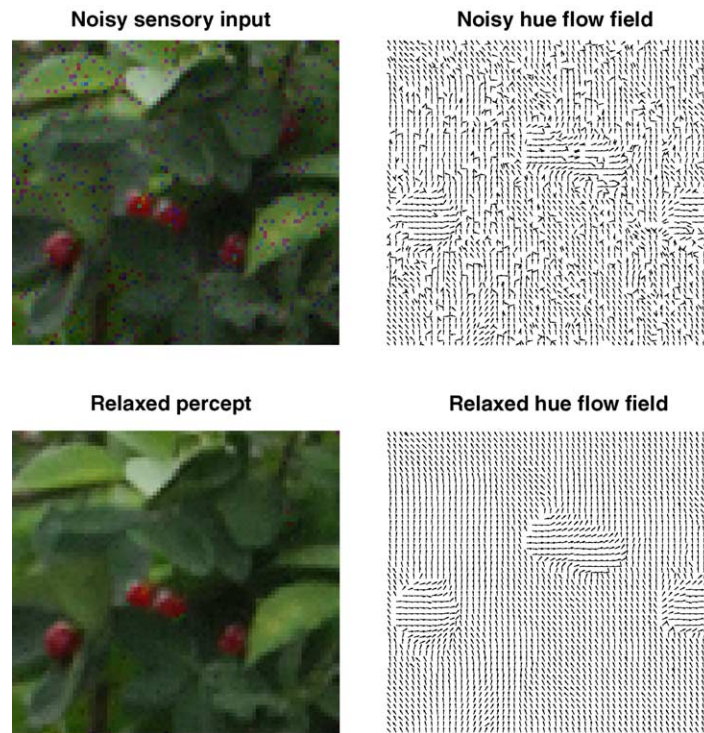 Noisy sensory input
Noisy hue flow field
Relaxed percept
Relaxed hue flow field